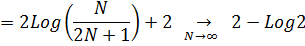 = 2Log(N/(2N + 1)) + 2 →_{N→∞} 2 − Log2